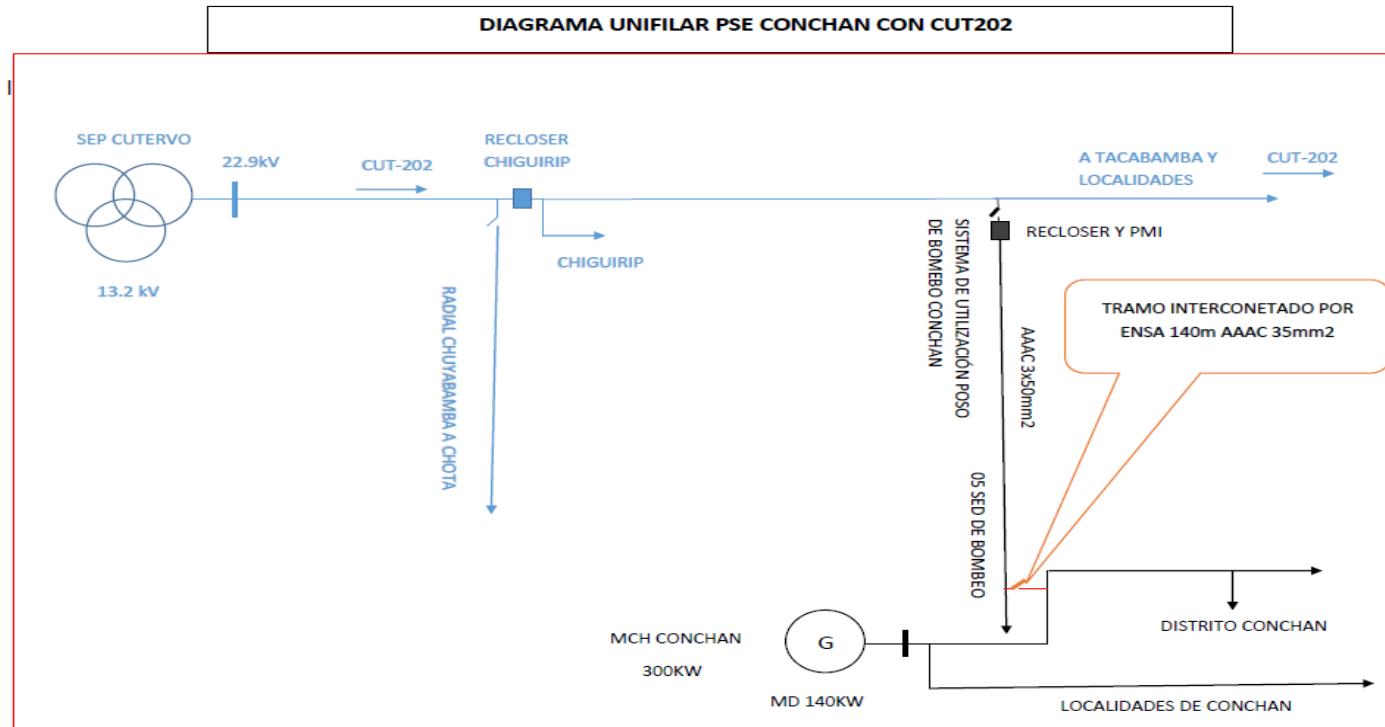 DIAGRAMA UNIFILAR PSE CONCHAN CON CUT202
I
SEP CUTERVO
22.9kV
CUT-202
RECLOSER
CHIGUIRIP
A TACABAMBA Y
LOCALIDADES
CUT-202
13.2 kV
CHIGUIRIP
RADIAL CHUYABAMBA A CHOTA
SISTEMA DE UTILIZACIÓN POSO
DE BOMEBO CONCHAN
RECLOSER Y PMI
AAAC 3x50mm2
TRAMO INTERCONETADO POR
ENSA 140m AAAC 35mm2
05 SED DE BOMBEO
MCH CONCHAN
300KW
G
MD 140KW
DISTRITO CONCHAN
LOCALIDADES DE CONCHAN